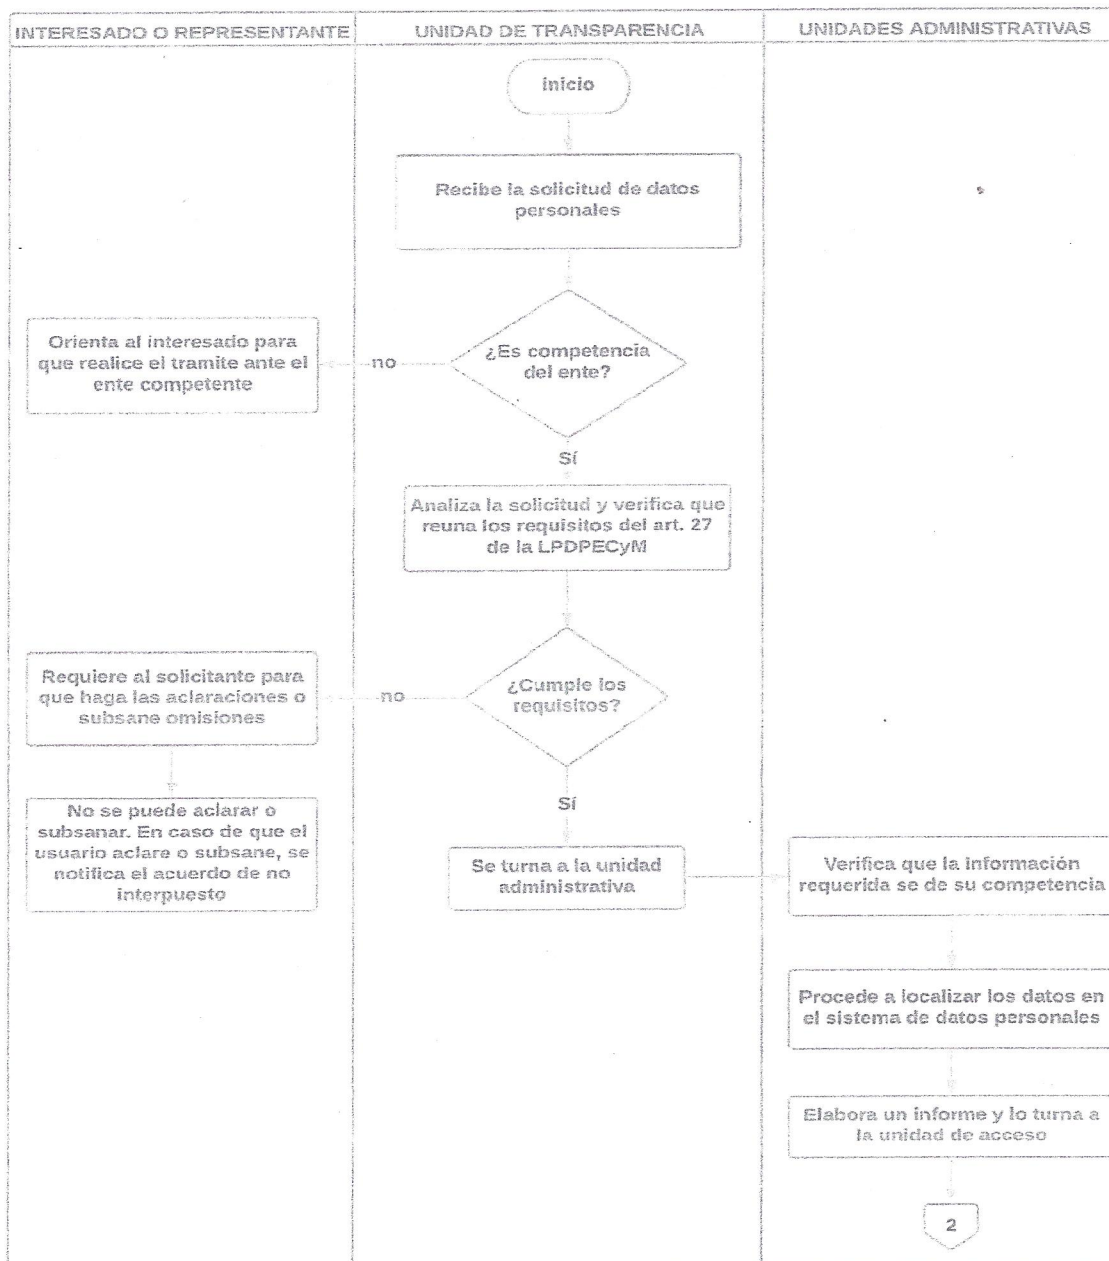 INTERESADO O REPRESENTANTE
UNIDAD DE TRANSPARENCIA
UNIDADES ADMINISTRATIVAS
inicio
Recibe la solicitud de datos
personales
¿Es competencia
del ente?
no
Orienta al interesado para
que realice el tramite ante el
ente competente
Sí
Analiza la solicitud y verifica que
reuna los requisitos del art. 27
de la LPDPECyM
¿Cumple los
requisitos?
no
Requiere al solicitante para
que haga las aclaraciones o
subsane omisiones
No se puede aclarar o
subsanar. En caso de que el
usuario aclare o subsane, se
notifica el acuerdo de no
interpuesto
Sí
Se turna a la unidad
administrativa
Verifica que la información
requerida se de su competencia
Procede a localizar los datos en
el sistema de datos personales
Elabora un informe y lo turna a
la unidad de acceso
2